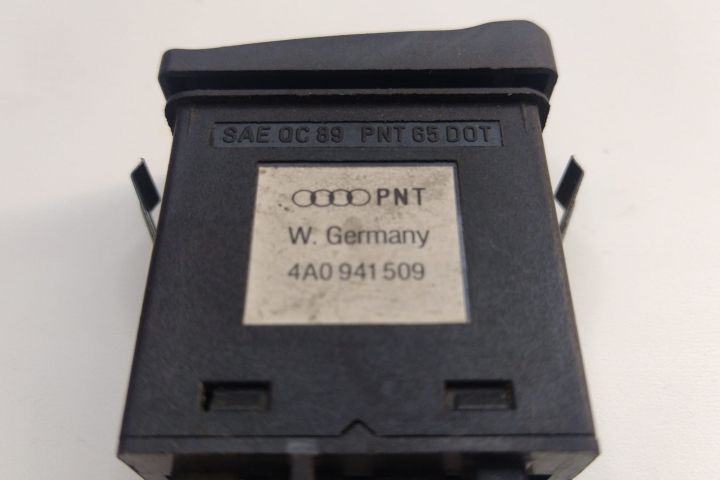 SAE QC 89 PNT 65 DOT
PNT
W. Germany
4A0 941 509